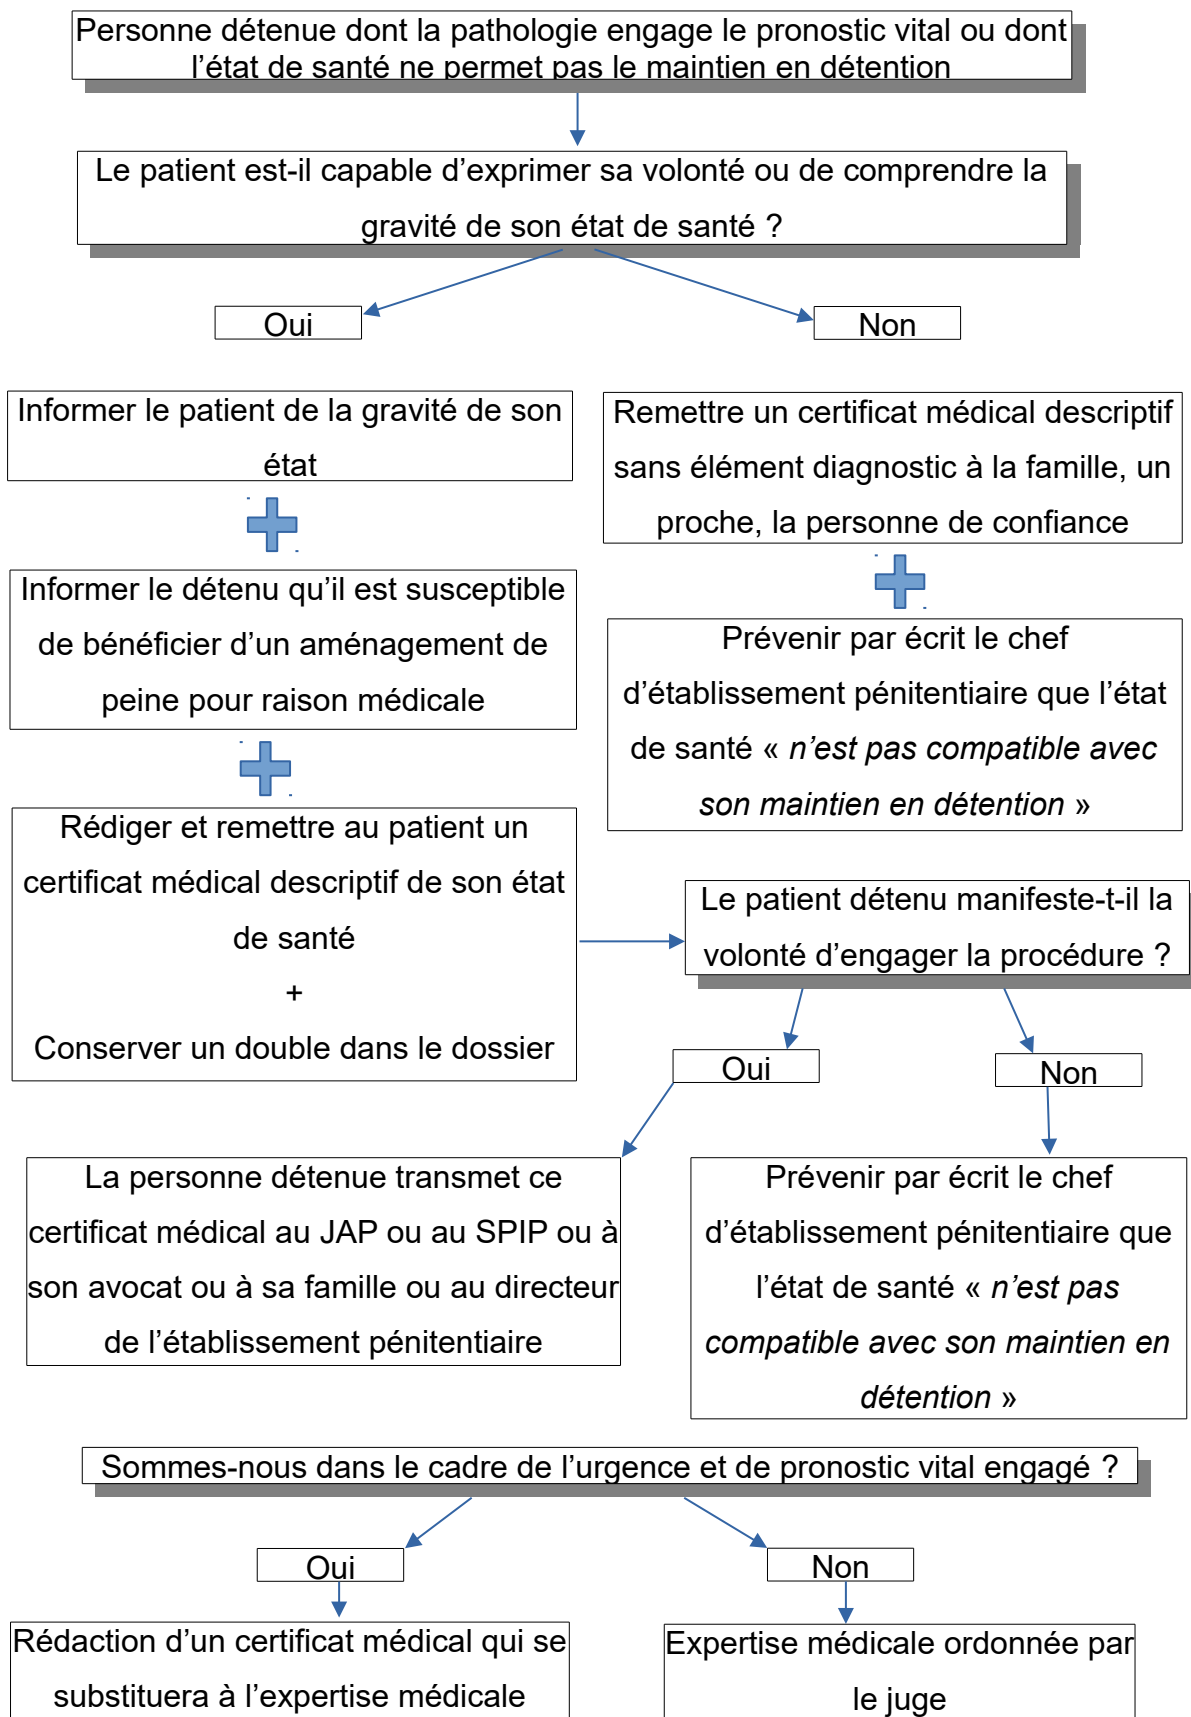 Personne détenue dont la pathologie engage le pronostic vital ou dont
l'état de santé ne permet pas le maintien en détention
Le patient est-il capable d'exprimer sa volonté ou de comprendre la
gravité de son état de santé ?
Oui
Non
Informer le patient de la gravité de son
état
Informer le détenu qu'il est susceptible
de bénéficier d'un aménagement de
peine pour raison médicale
Rédiger et remettre au patient un
certificat médical descriptif de son état
de santé
+
Conserver un double dans le dossier
Remettre un certificat médical descriptif
sans élément diagnostic à la famille, un
proche, la personne de confiance
Prévenir par écrit le chef
d'établissement pénitentiaire que l'état
de santé « n'est pas compatible avec
son maintien en détention »
Le patient détenu manifeste-t-il la
volonté d'engager la procédure ?
Oui
Non
La personne détenue transmet ce
certificat médical au JAP ou au SPIP ou à
son avocat ou à sa famille ou au directeur
de l'établissement pénitentiaire
Prévenir par écrit le chef
d'établissement pénitentiaire que
l'état de santé « n'est pas
compatible avec son maintien en
détention »
Sommes-nous dans le cadre de l'urgence et de pronostic vital engagé ?
Oui
Non
Rédaction d'un certificat médical qui se
substituera à l'expertise médicale
Expertise médicale ordonnée par
le juge